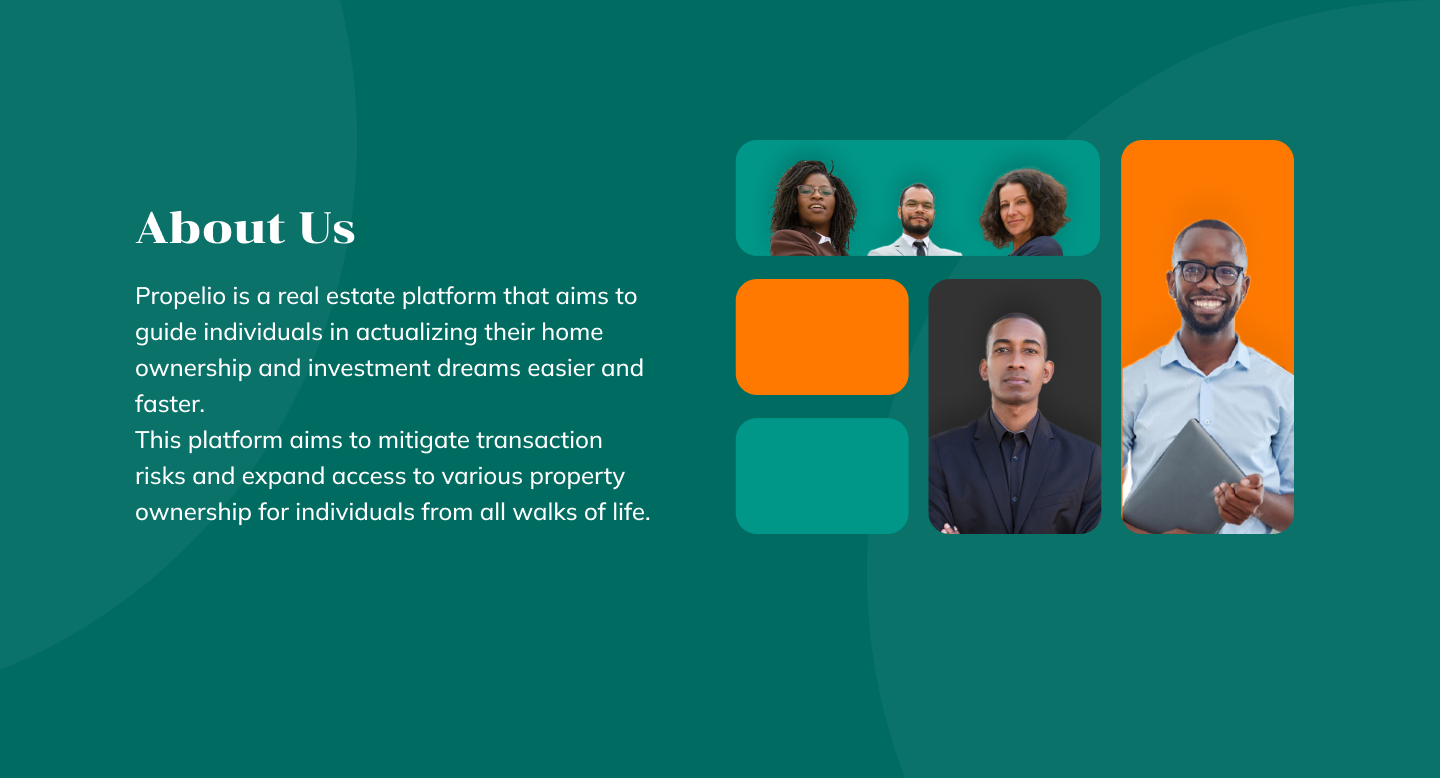 About Us
Propelio is a real estate platform that aims to
guide individuals in actualizing their home
ownership and investment dreams easier and
faster.
This platform aims to mitigate transaction
risks and expand access to various property
ownership for individuals from all walks of life.